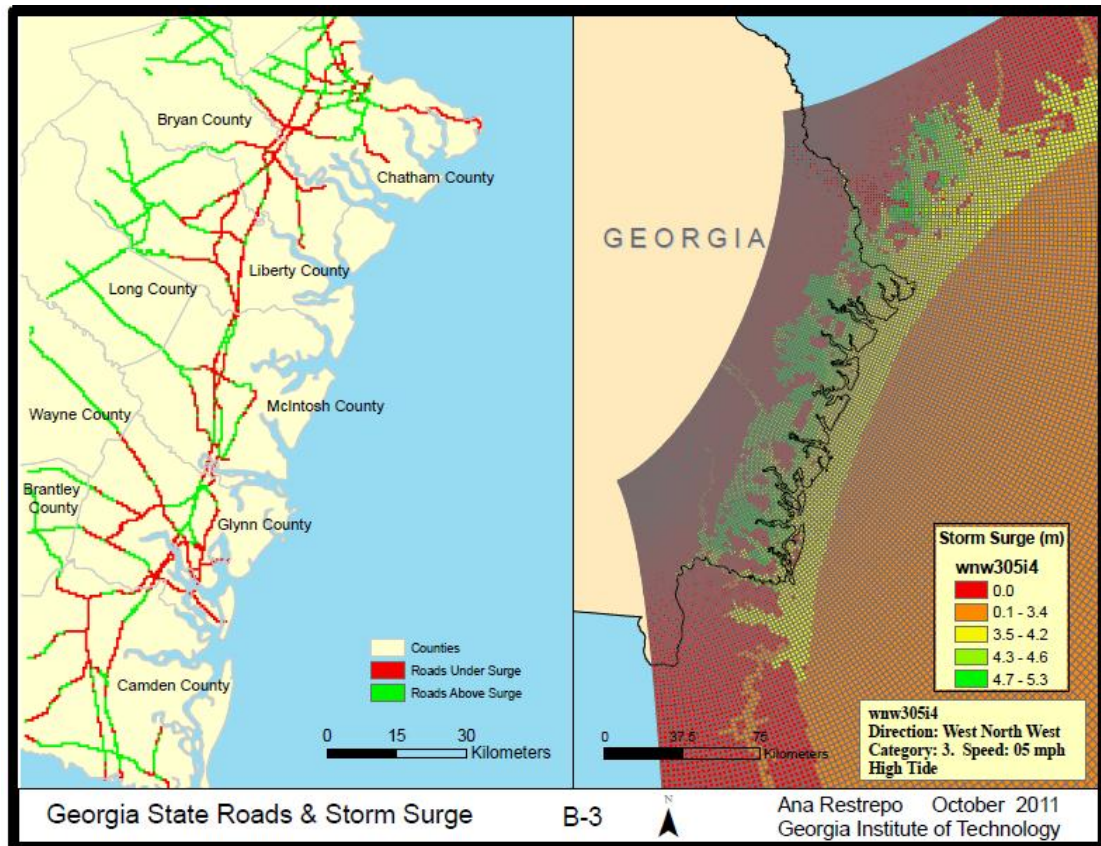 Bryan County
Chatham County
Liberty County
Long County
McIntosh County
Wayne County
Brantley
County
Glynn County
Camden County
Counties
Roads Under Surge
Roads Above Surge
0 15 30
Kilometers
GEORGIA
Storm Surge (m)
wnw305i4
0.0
0.1 - 3.4
3.5 - 4.2
4.3 - 4.6
4.7 - 5.3
0 37.5 75
Kilometers
wnw305i4
Direction: West North West
Category: 3. Speed: 05 mph
High Tide
Georgia State Roads & Storm Surge
B-3
N
Ana Restrepo October 2011
Georgia Institute of Technology